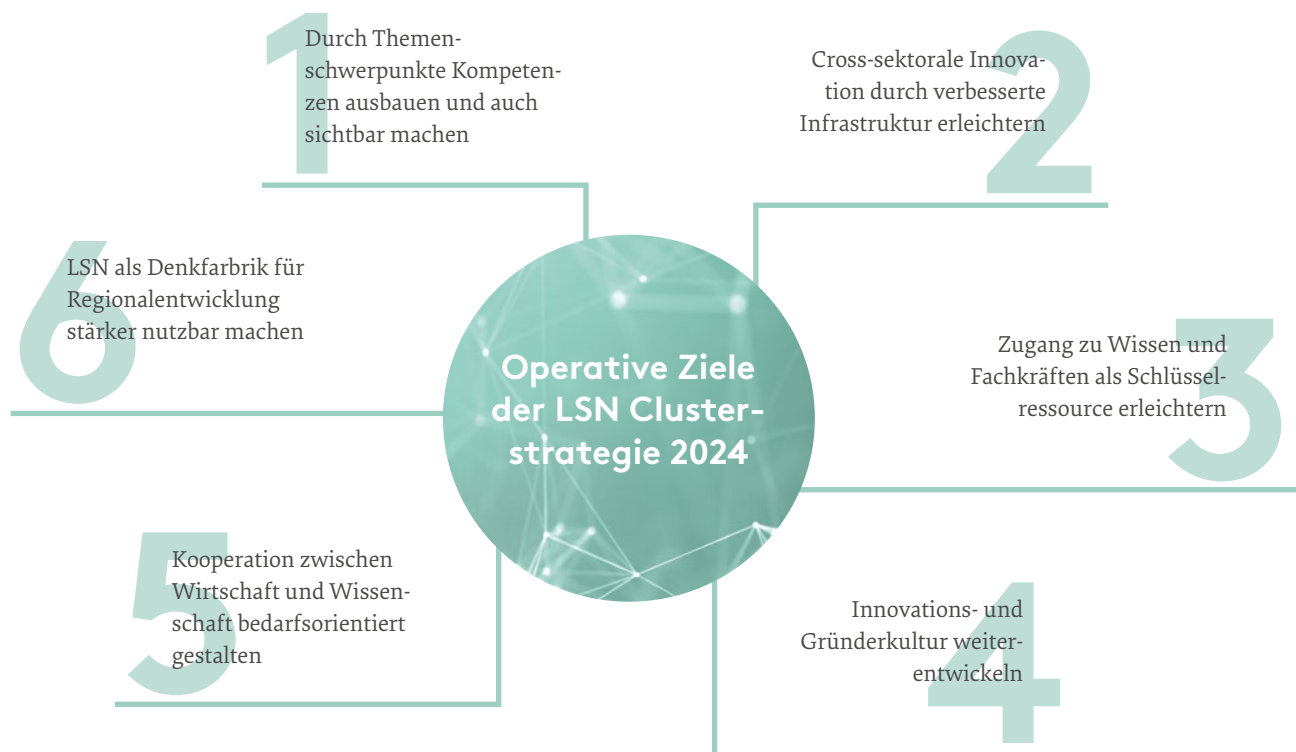 1
Durch Themen-
schwerpunkte Kompeten-
zen ausbauen und auch
sichtbar machen
2
Cross-sektorale Innova-
tion durch verbesserte
Infrastruktur erleichtern
6
LSN als Denkfarbrik für
Regionalentwicklung
stärker nutzbar machen
Operative Ziele
der LSN Cluster-
strategie 2024
3
Zugang zu Wissen und
Fachkräften als Schlüssel-
ressource erleichtern
5
Kooperation zwischen
Wirtschaft und Wissen-
schaft bedarfsorientiert
gestalten
4
Innovations- und
Gründerkultur weiter-
entwickeln